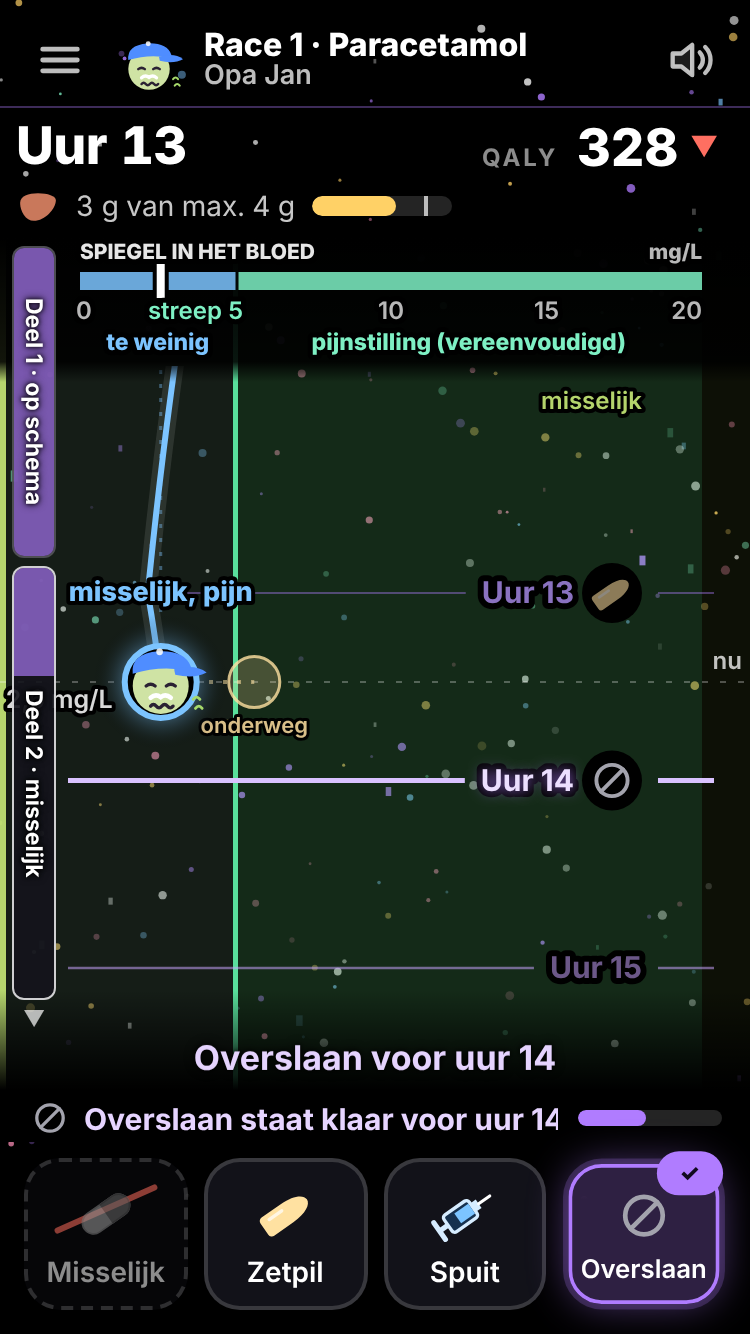 Race 1 · Paracetamol
Opa Jan
Uur 13
QALY 328
3 g van max. 4 g
SPIEGEL IN HET BLOED mg/L
0 streep 5 10 15 20
te weinig pijnstilling (vereenvoudigd)
Deel 1 · op schema
misselijk
misselijk, pijn
Uur 13
nu
mg/L
onderweg
Deel 2 · misselijk
Uur 14
Uur 15
Overslaan voor uur 14
Overslaan staat klaar voor uur 14
Misselijk
Zetpil
Spuit
Overslaan